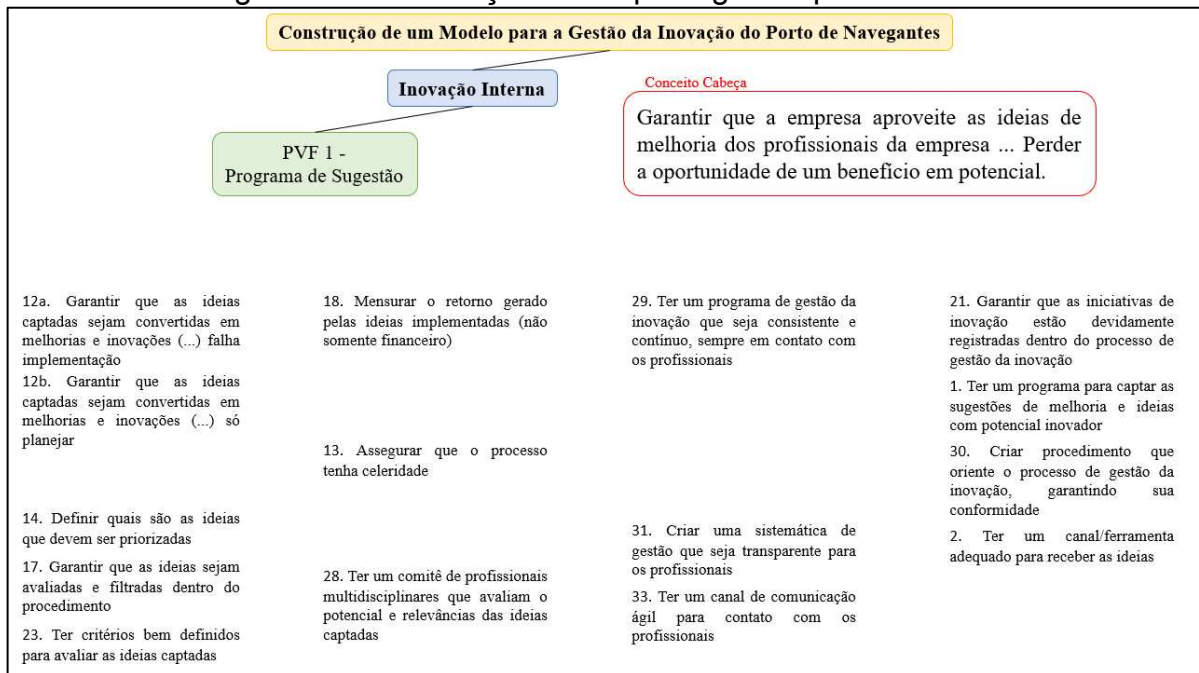 Construção de um Modelo para a Gestão da Inovação do Porto de Navegantes
Inovação Interna
Conceito Cabeça
Garantir que a empresa aproveite as ideias de
melhoria dos profissionais da empresa ... Perder
a oportunidade de um benefício em potencial.
PVF 1 -
Programa de Sugestão
12a. Garantir que as ideias
captadas sejam convertidas em
melhorias e inovações (...) falha
implementação
12b. Garantir que as ideias
captadas sejam convertidas em
melhorias e inovações (...) só
planejar
14. Definir quais são as ideias
que devem ser priorizadas
17. Garantir que as ideias sejam
avaliadas e filtradas dentro do
procedimento
23. Ter critérios bem definidos
para avaliar as ideias captadas
18. Mensurar o retorno gerado
pelas ideias implementadas (não
somente financeiro)
13. Assegurar que o processo
tenha celeridade
28. Ter um comitê de profissionais
multidisciplinares que avaliam o
potencial e relevâncias das ideias
captadas
29. Ter um programa de gestão da
inovação que seja consistente e
contínuo, sempre em contato com
os profissionais
31. Criar uma sistemática de
gestão que seja transparente para
os profissionais
33. Ter um canal de comunicação
ágil para contato com os
profissionais
21. Garantir que as iniciativas de
inovação estão devidamente
registradas dentro do processo de
gestão da inovação
1. Ter um programa para captar as
sugestões de melhoria e ideias
com potencial inovador
30. Criar procedimento que
oriente o processo de gestão da
inovação, garantindo sua
conformidade
2. Ter um canal/ferramenta
adequado para receber as ideias